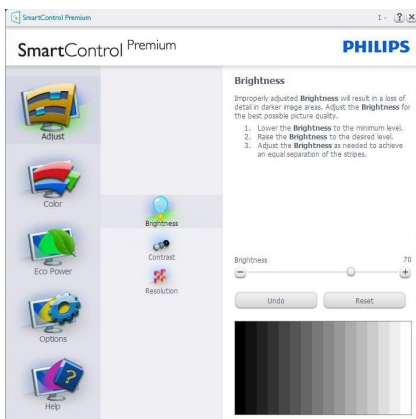 SmartControl Premium
1 -
?
X
SmartControl Premium
PHILIPS
Adjust
Color
Eco Power
Options
Help
Brightness
Contrast
Resolution
Brightness
Improperly adjusted Brightness will result in a loss of
detail in darker image areas. Adjust the Brightness for
the best possible picture quality.
1. Lower the Brightness to the minimum level.
2. Raise the Brightness to the desired level.
3. Adjust the Brightness as needed to achieve
an equal separation of the stripes.
Brightness 70
Undo Reset